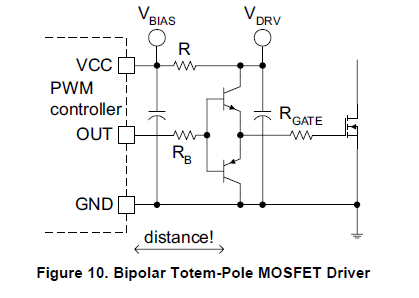 VBIAS VDRV
VCC R
PWM
controller
RGATE
OUT
RB
GND
distance!
Figure 10. Bipolar Totem-Pole MOSFET Driver